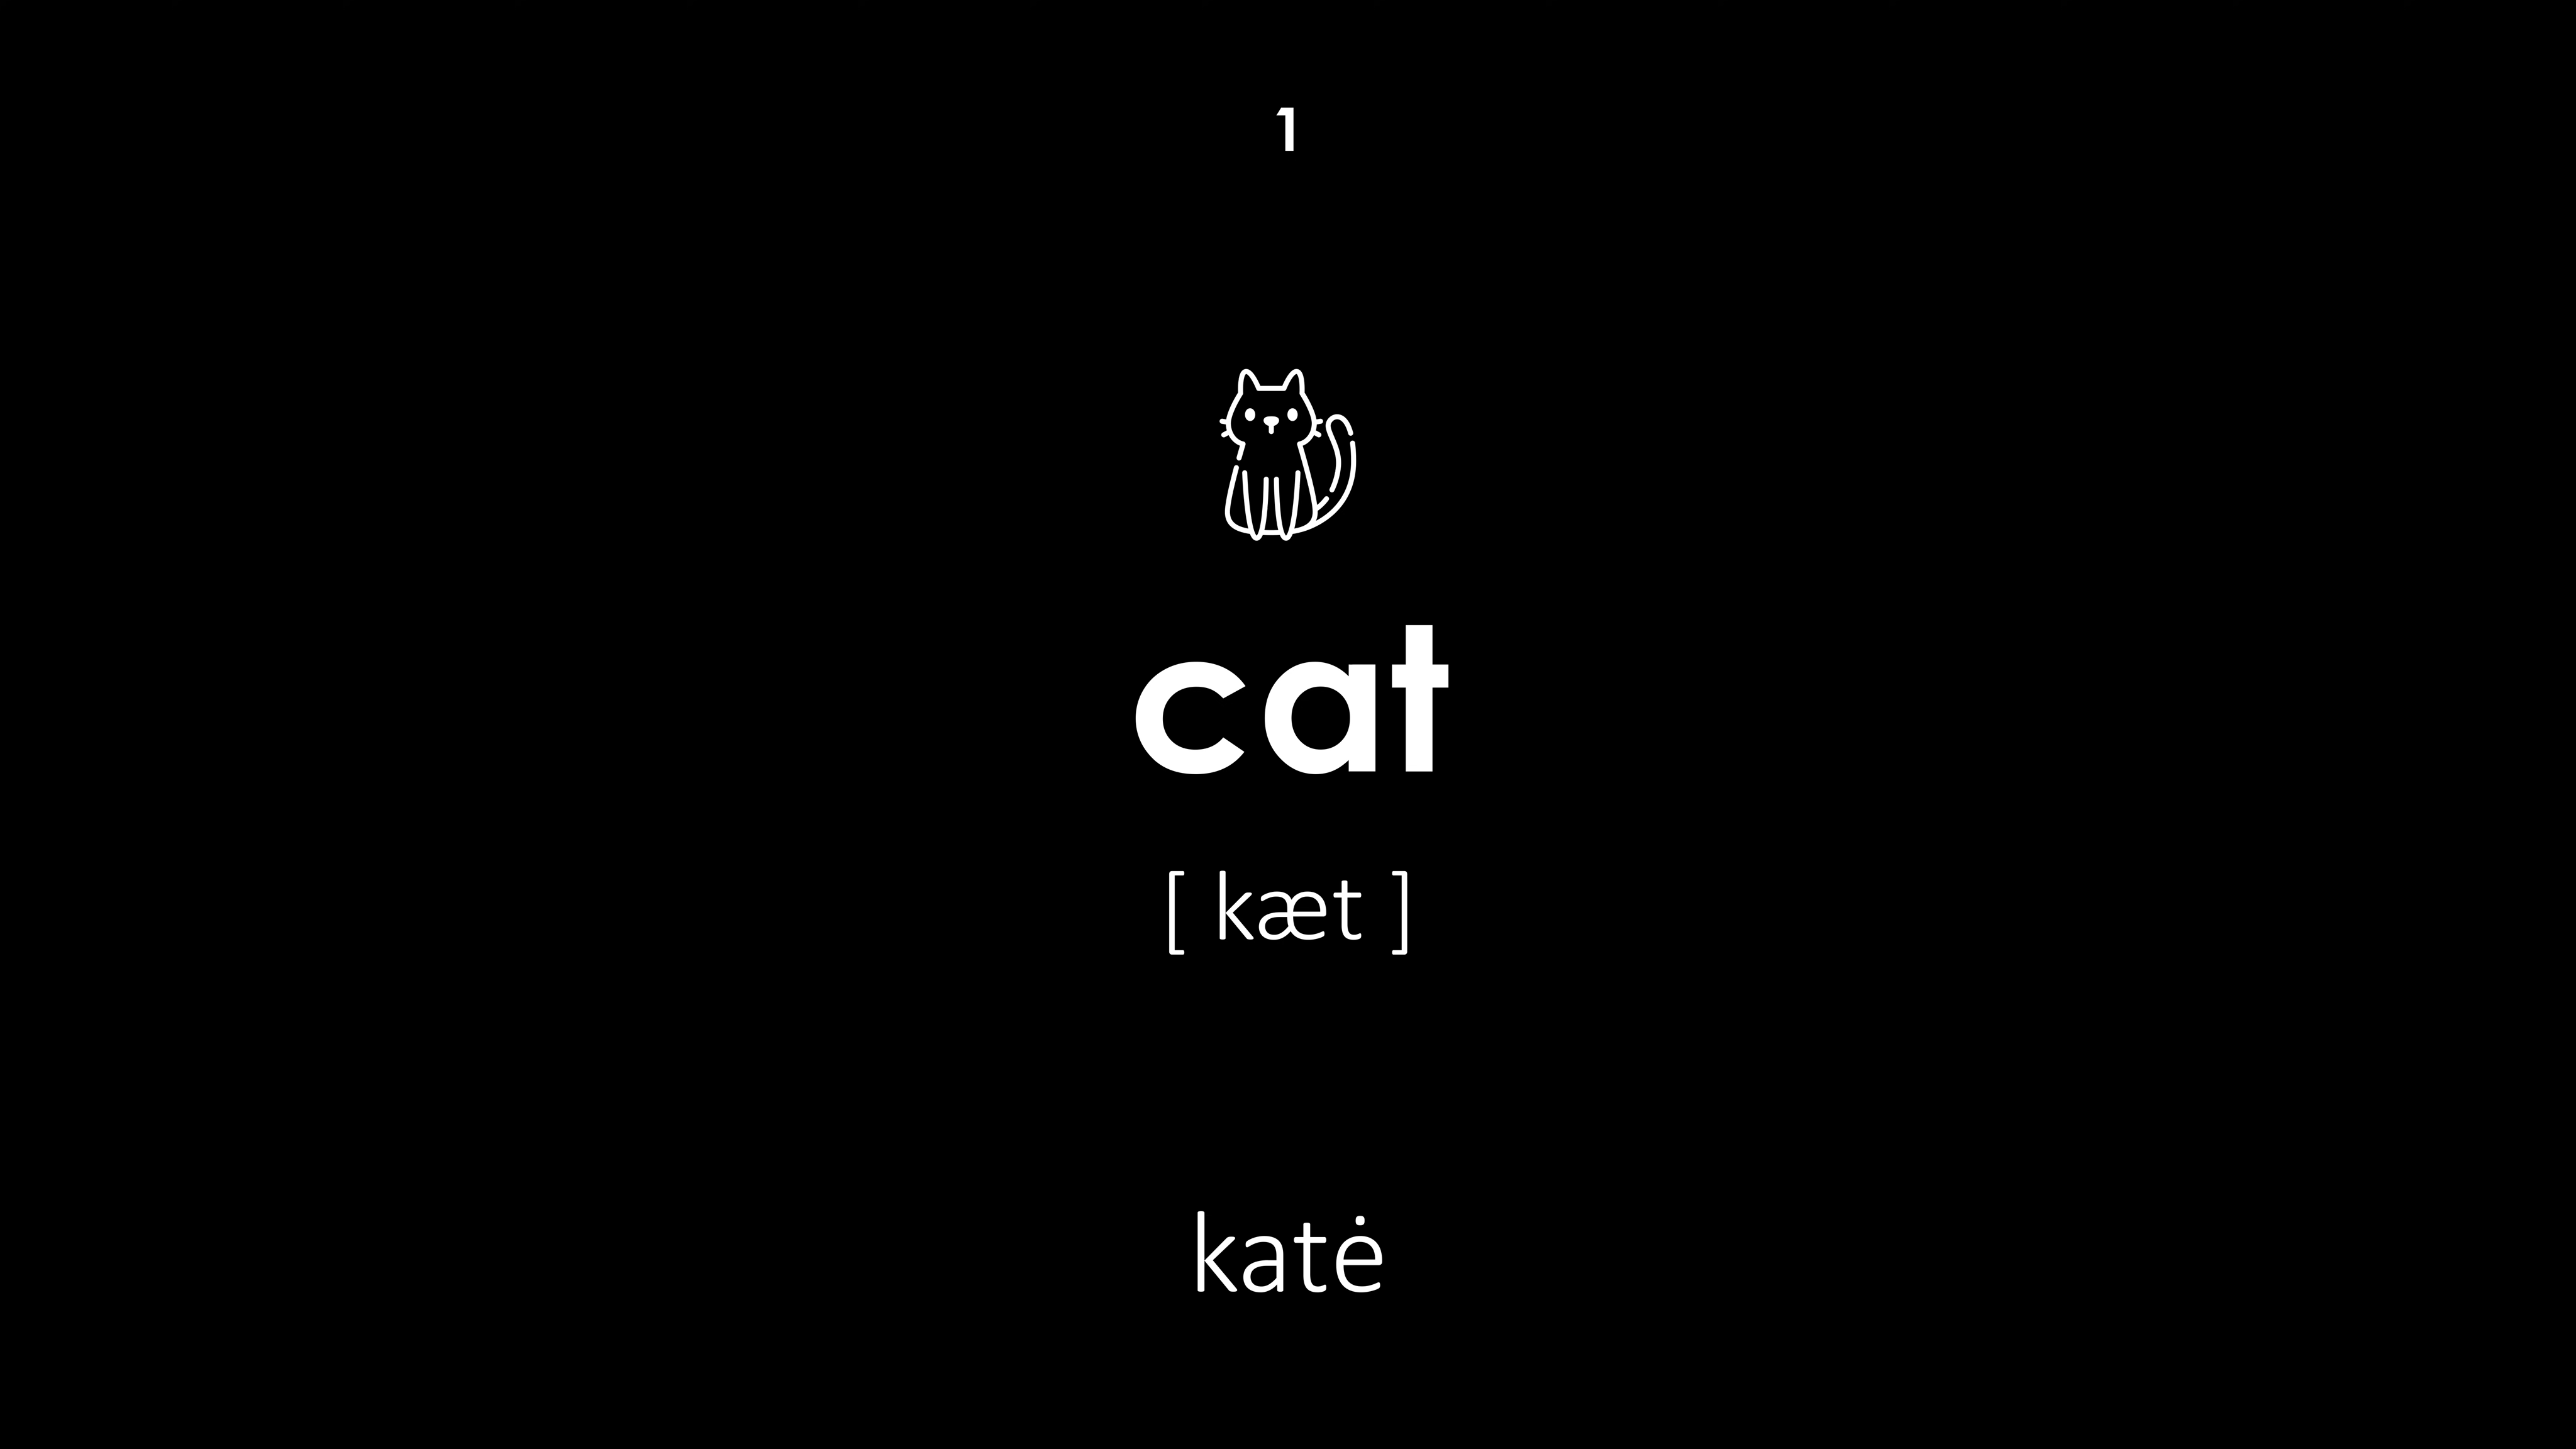 1
cat
[ kæt ]
katė